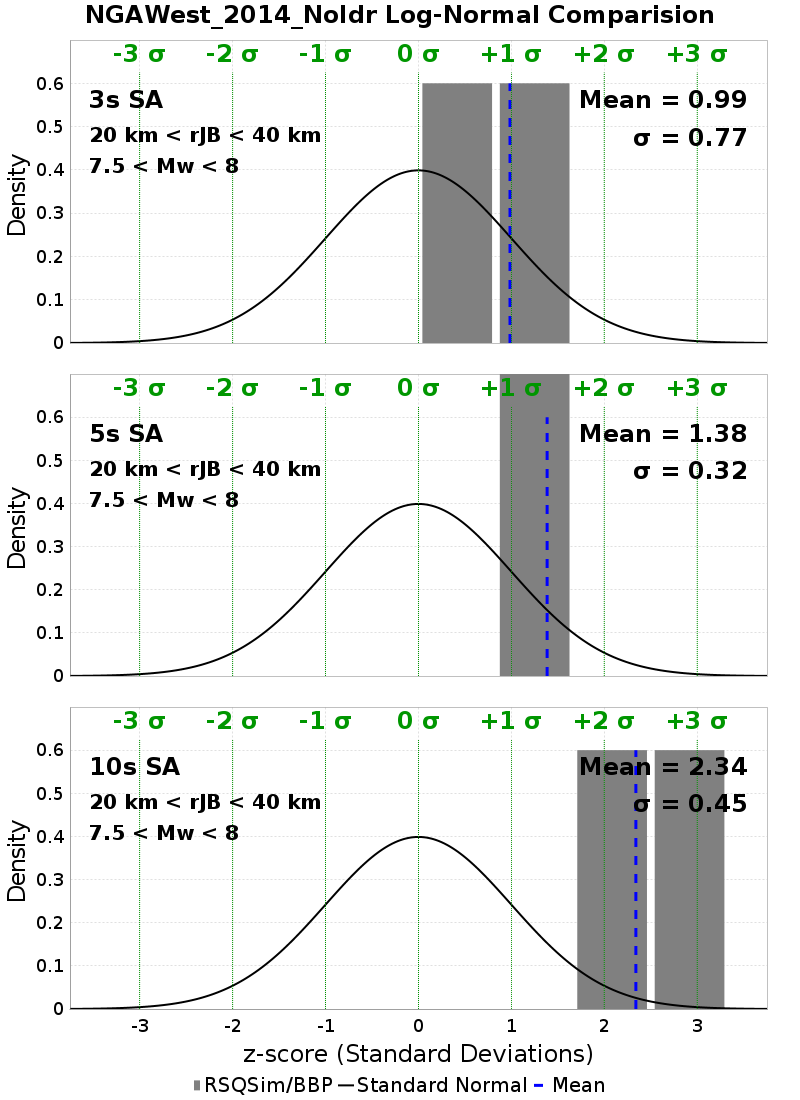 NGAWest_2014_NoIdr Log-Normal Comparision
-3 σ -2 σ -1 σ 0 σ +1 σ +2 σ +3 σ
0.6
3s SA Mean = 0.99
0.5
20 km < rJB < 40 km σ = 0.77
0.4
7.5 < Mw < 8
0.3
0.2
0.1
0
Density
-3 σ -2 σ -1 σ 0 σ +1 σ +2 σ +3 σ
0.6
5s SA Mean = 1.38
0.5
20 km < rJB < 40 km σ = 0.32
0.4
7.5 < Mw < 8
0.3
0.2
0.1
0
Density
-3 σ -2 σ -1 σ 0 σ +1 σ +2 σ +3 σ
0.6
10s SA Mean = 2.34
0.5
20 km < rJB < 40 km σ = 0.45
0.4
7.5 < Mw < 8
0.3
0.2
0.1
0
Density
-3 -2 -1 0 1 2 3
z-score (Standard Deviations)
RSQSim/BBP Standard Normal Mean